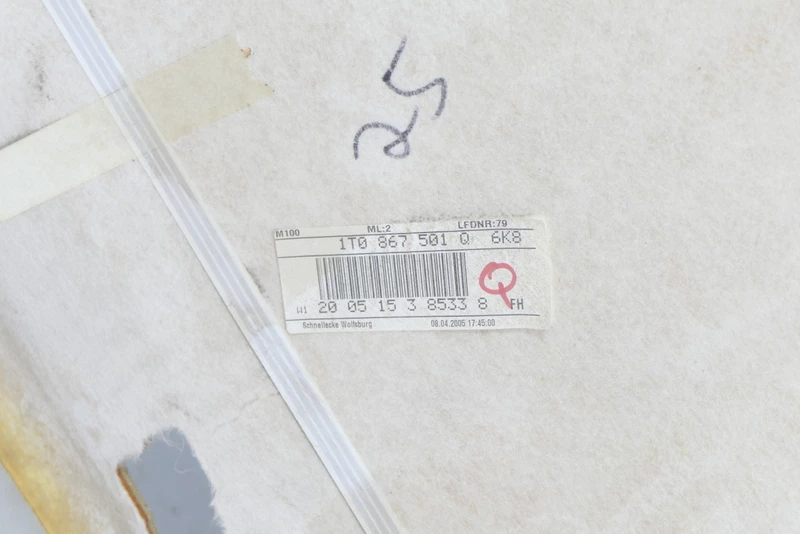 M100 ML:2 LFDNR:79
1T0 867 501 Q 6K8
Q
W1 20 05 15 3 8533 8 FH
Schnellecke Wolfsburg 08.04.2005 17:45:00